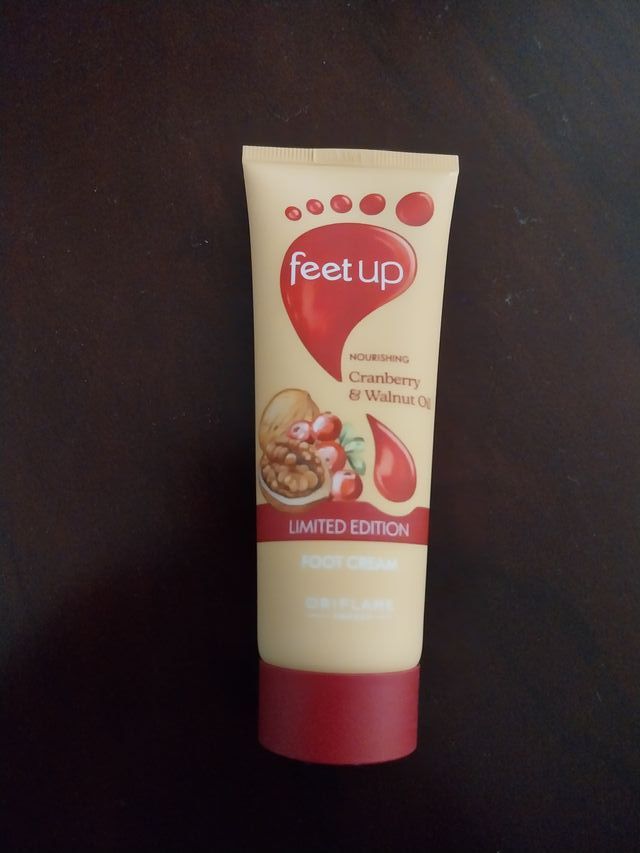 feet up
NOURISHING
Cranberry
& Walnut Oil
LIMITED EDITION
FOOT CREAM
ORIFLAME